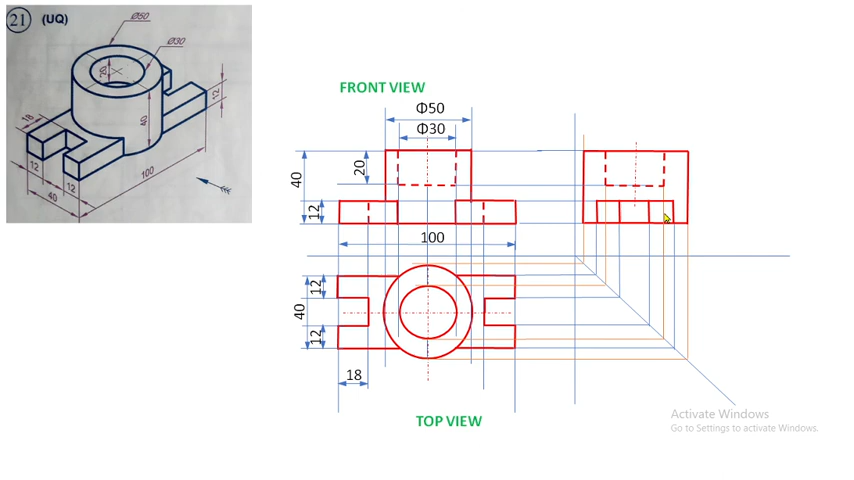 21 (UQ)
Ø50
Ø30
20
12
18
40
12
12
100
40
FRONT VIEW
Φ50
Φ30
20
40
12
100
12
40
12
18
TOP VIEW
Activate Windows
Go to Settings to activate Windows.